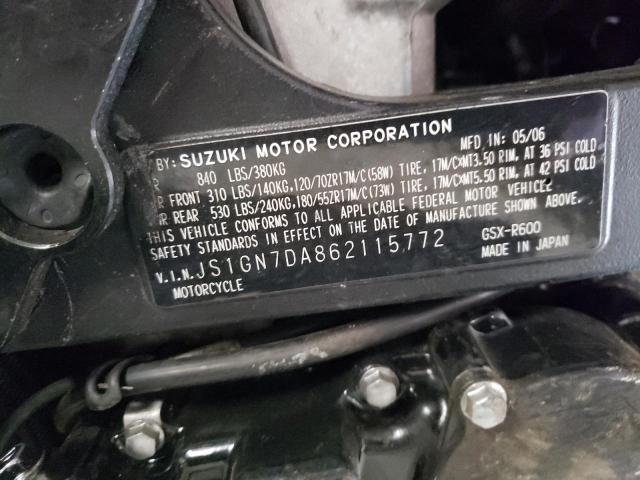 BY: SUZUKI MOTOR CORPORATION MFD IN: 05/06
R 840 LBS/380KG
R FRONT 310 LBS/140KG,120/70ZR17M/C(58W) TIRE, 17M/CXMT3.50 RIM, AT 36 PSI COLD
R REAR 530 LBS/240KG,180/55ZR17M/C(73W) TIRE, 17M/CXMT5.50 RIM, AT 42 PSI COLD
THIS VEHICLE CONFORMS TO ALL APPLICABLE FEDERAL MOTOR VEHICLE
SAFETY STANDARDS IN EFFECT ON THE DATE OF MANUFACTURE SHOWN ABOVE.
V.I.N. JS1GN7DA862115772 GSX-R600
MOTORCYCLE MADE IN JAPAN